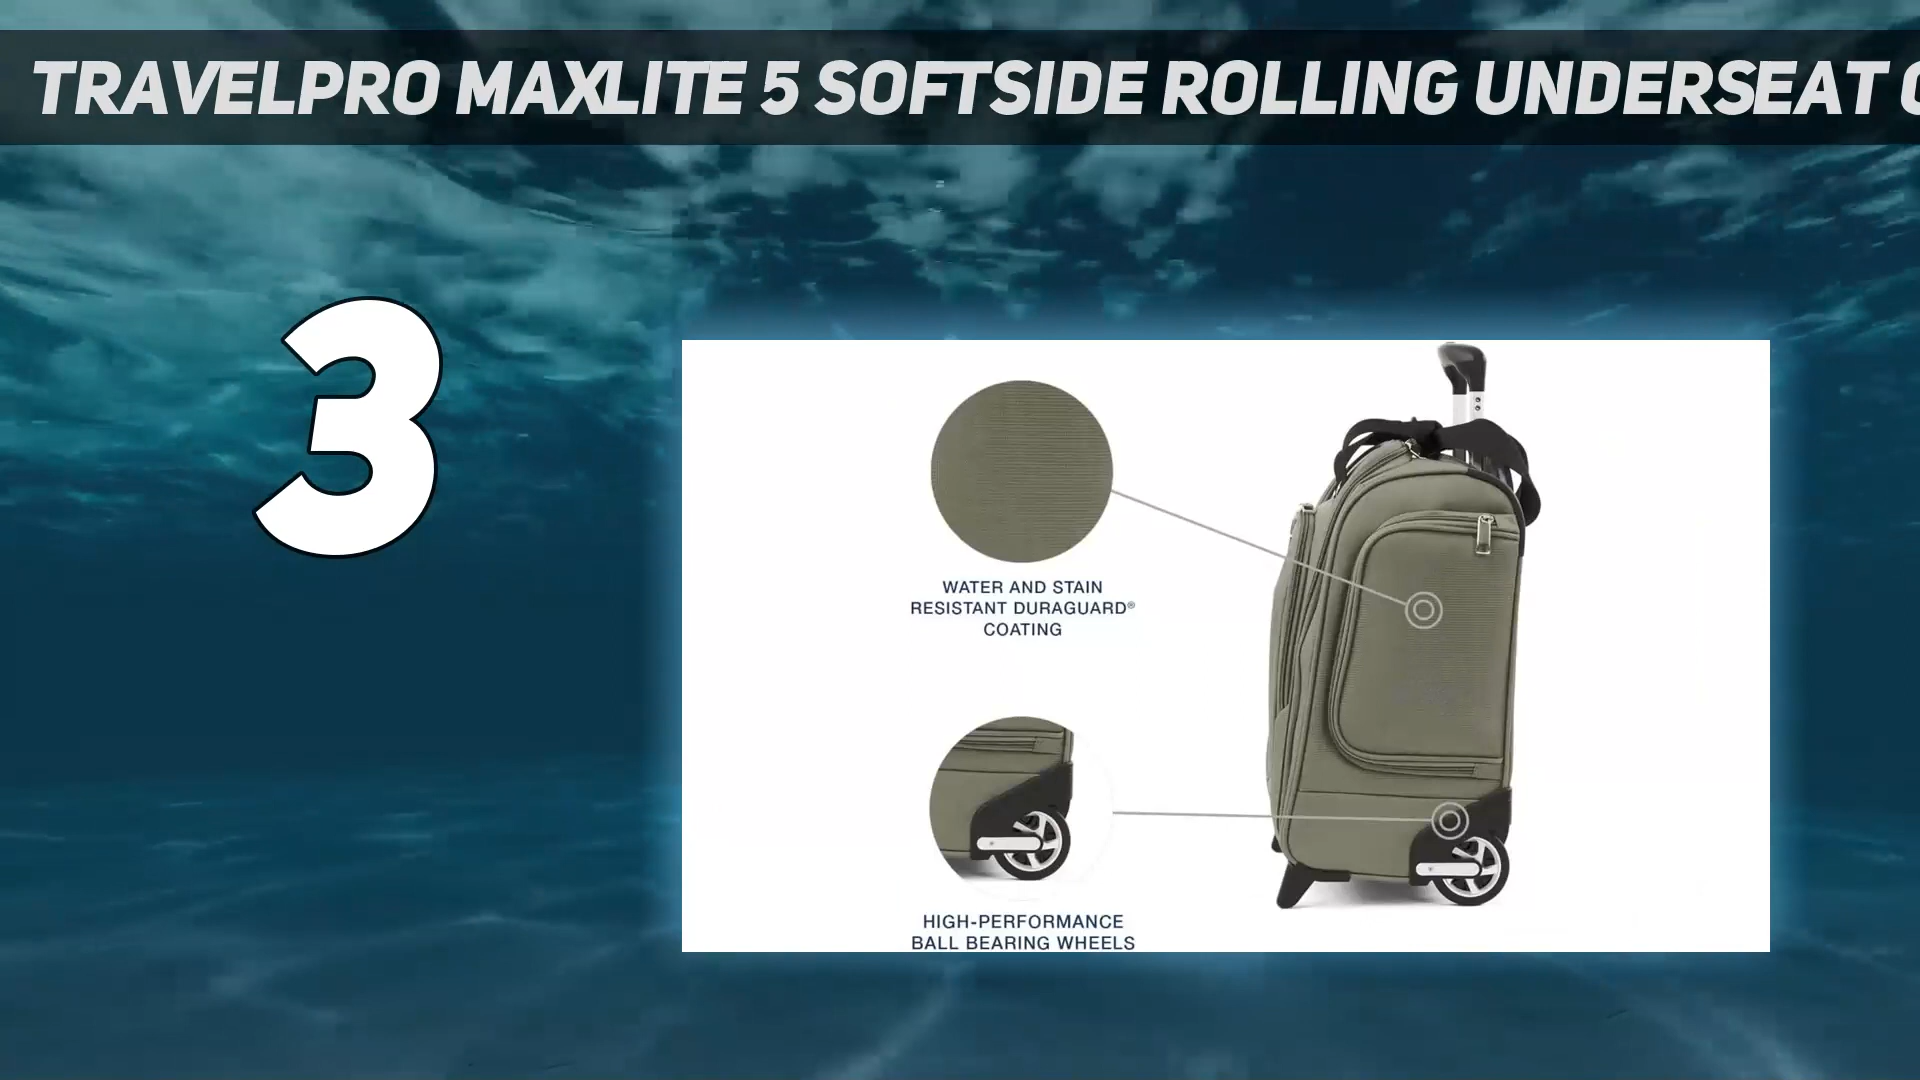 TRAVELPRO MAXLITE 5 SOFTSIDE ROLLING UNDERSEAT
3
WATER AND STAIN
RESISTANT DURAGUARD®
COATING
HIGH-PERFORMANCE
BALL BEARING WHEELS